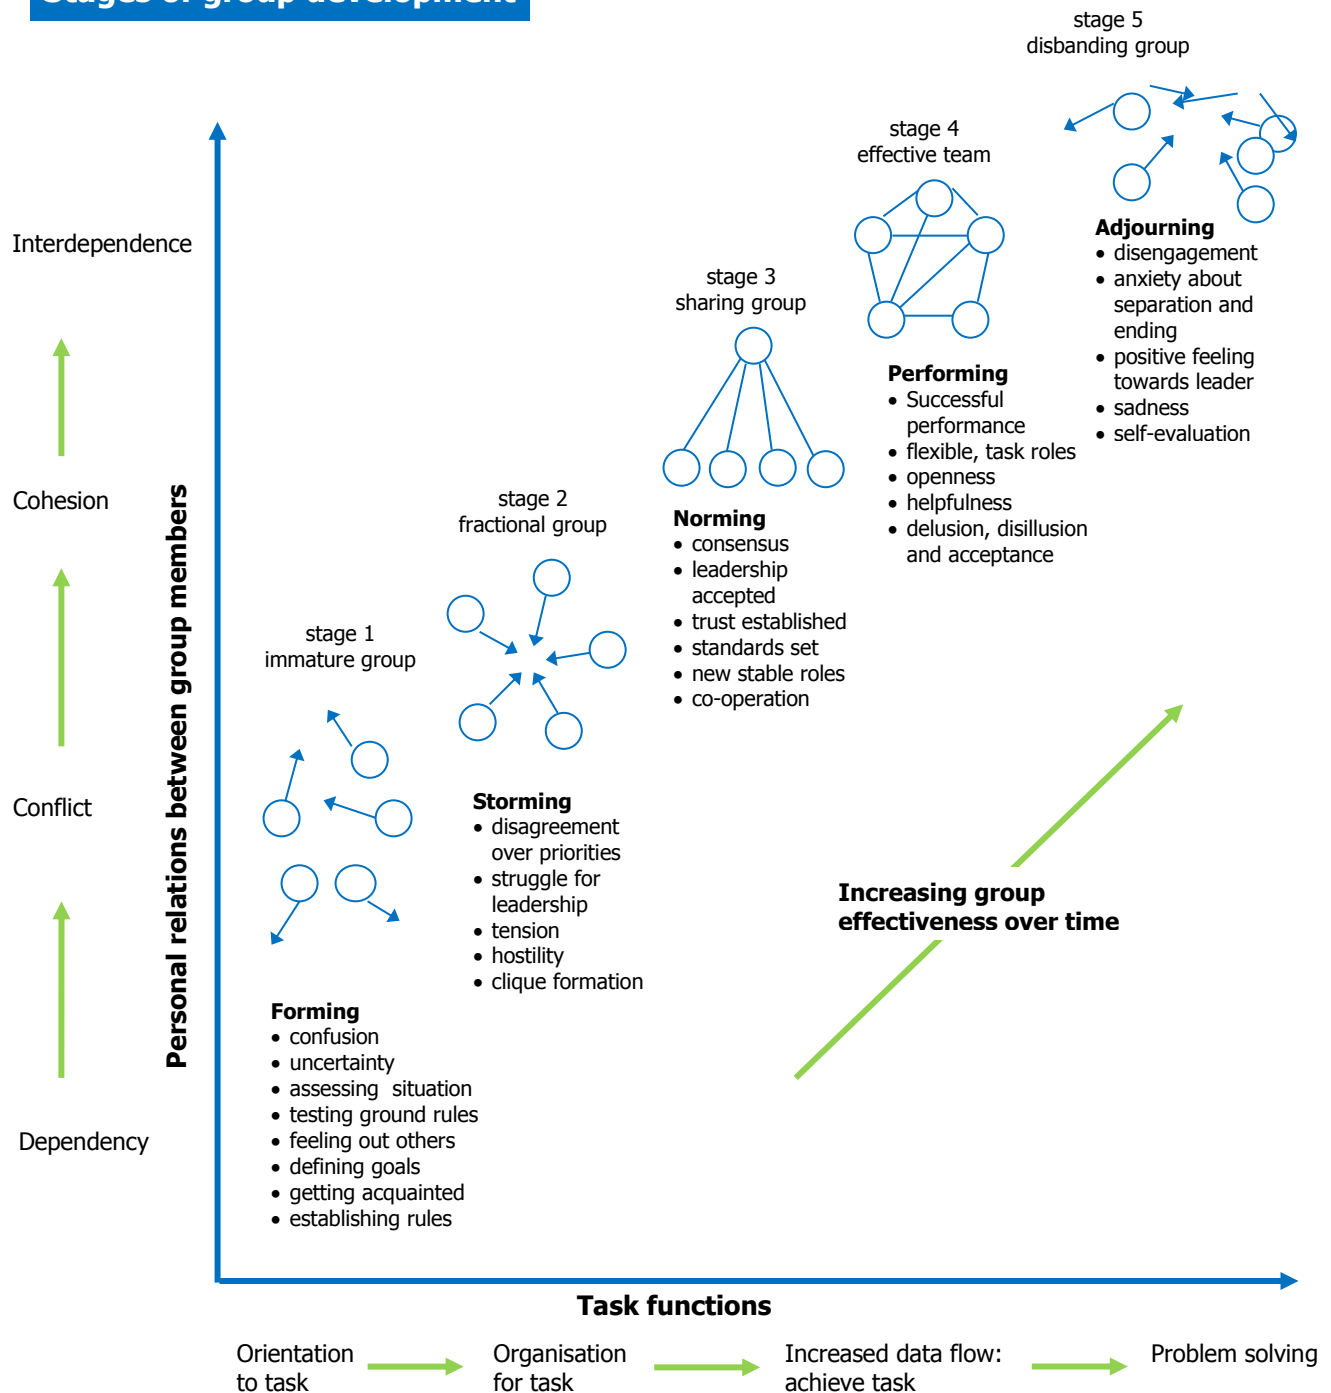 Stages of group development
stage 5
disbanding group
stage 4
effective team
Interdependence
Adjourning
• disengagement
• anxiety about
separation and
ending
• positive feeling
towards leader
• sadness
• self-evaluation
stage 3
sharing group
Performing
• Successful
performance
• flexible, task roles
• openness
• helpfulness
• delusion, disillusion
and acceptance
Cohesion
Personal relations between group members
stage 2
fractional group
Norming
• consensus
• leadership
accepted
• trust established
• standards set
• new stable roles
• co-operation
stage 1
immature group
Conflict
Storming
• disagreement
over priorities
• struggle for
leadership
• tension
• hostility
• clique formation
Increasing group
effectiveness over time
Forming
• confusion
• uncertainty
• assessing  situation
• testing ground rules
• feeling out others
• defining goals
• getting acquainted
• establishing rules
Dependency
Task functions
Orientation
to task
Organisation
for task
Increased data flow:
achieve task
Problem solving